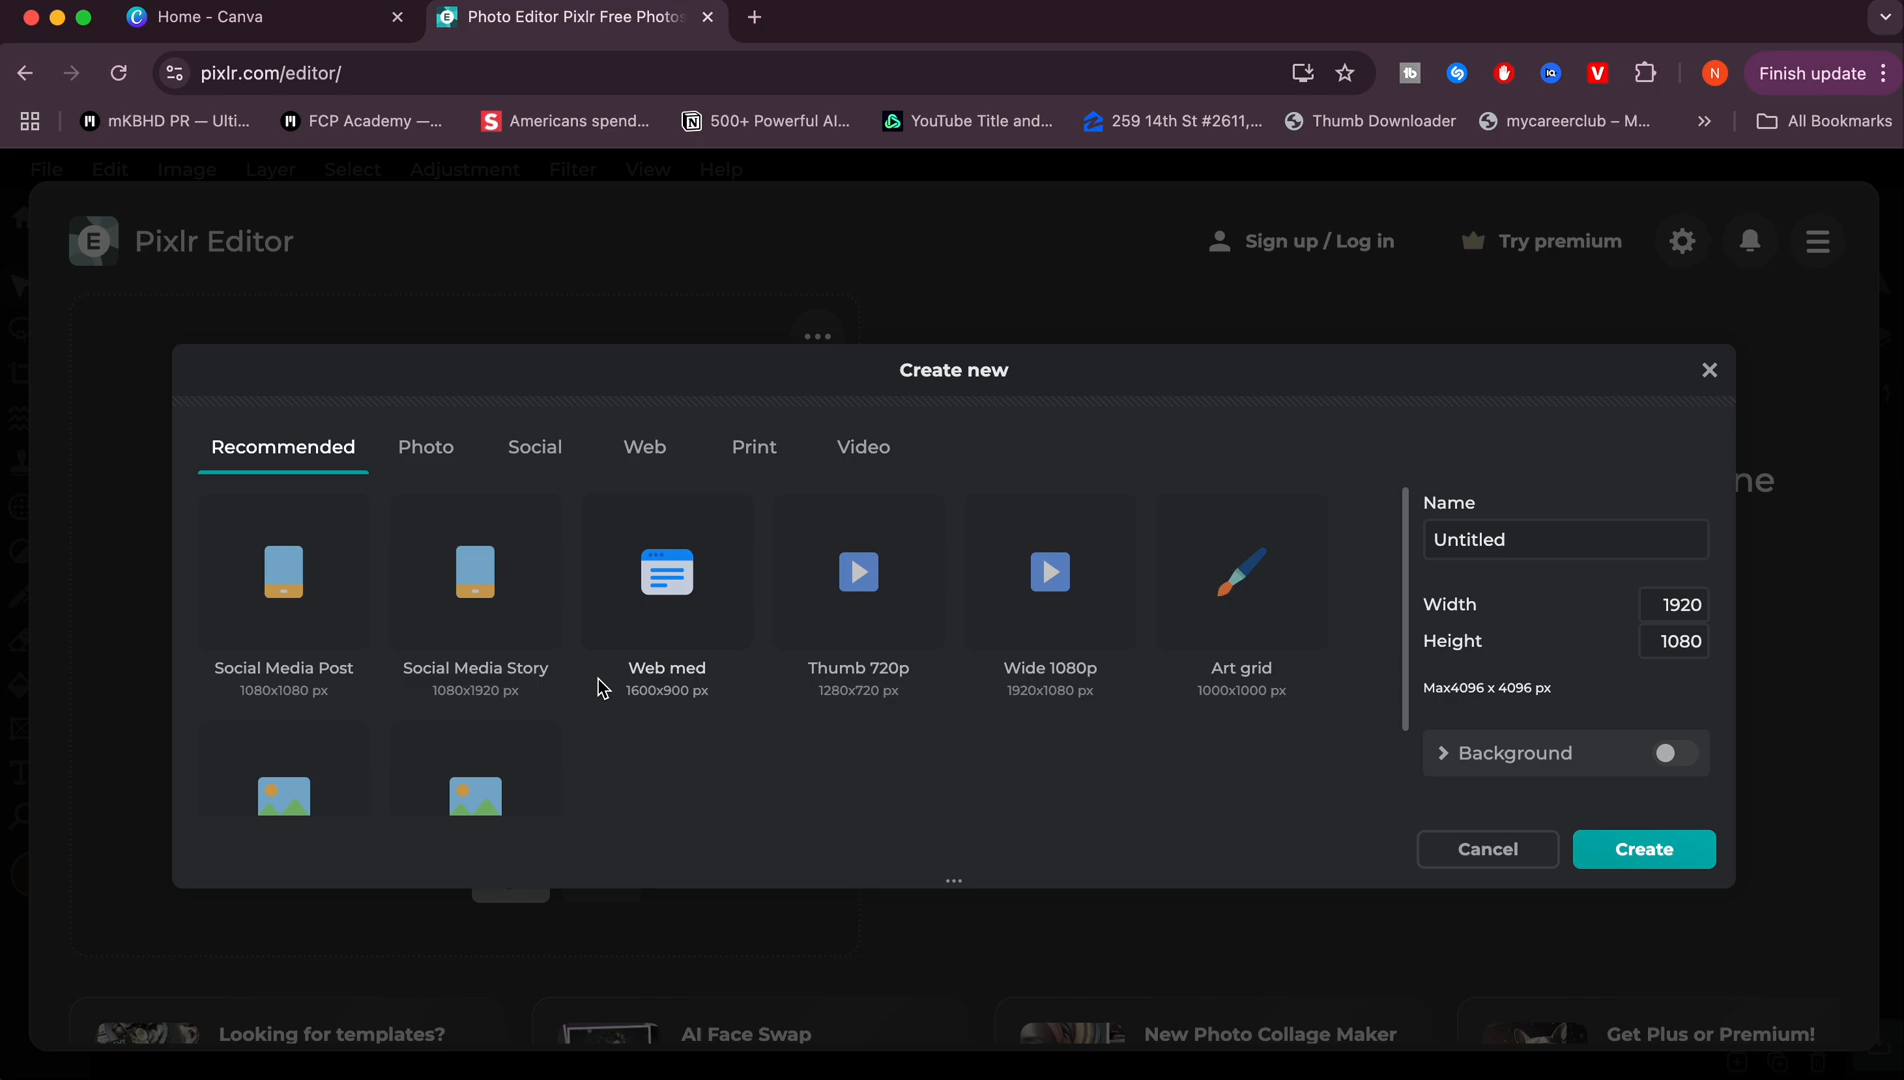 Home - Canva
Photo Editor Pixlr Free Photos
pixlr.com/editor/
Finish update
mKBHD PR — Ulti...
FCP Academy —...
Americans spend...
500+ Powerful AI...
YouTube Title and...
259 14th St #2611,...
Thumb Downloader
mycareerclub – M...
All Bookmarks
File Edit Image Layer Select Adjustment Filter View Help
Pixlr Editor
Sign up / Log in
Try premium
Create new
Recommended Photo Social Web Print Video
Social Media Post
1080x1080 px
Social Media Story
1080x1920 px
Web med
1600x900 px
Thumb 720p
1280x720 px
Wide 1080p
1920x1080 px
Art grid
1000x1000 px
Name
Untitled
Width 1920
Height 1080
Max4096 x 4096 px
Background
Cancel
Create
Looking for templates?
AI Face Swap
New Photo Collage Maker
Get Plus or Premium!